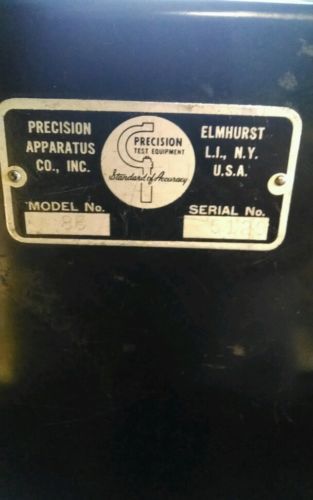 PRECISION
APPARATUS
CO., INC.
PRECISION
TEST EQUIPMENT
Standard of Accuracy
ELMHURST
L.I., N.Y.
U.S.A.
MODEL No.
SERIAL No.